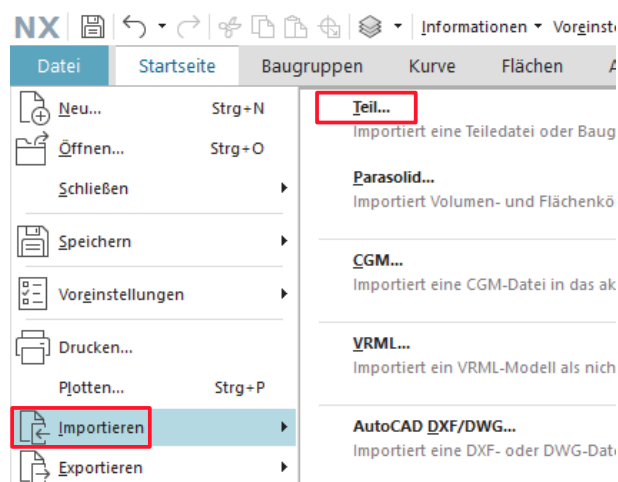 NX Informationen Voreinst
Datei Startseite Baugruppen Kurve Flächen
Neu... Strg+N
Öffnen... Strg+O
Schließen
Speichern
Voreinstellungen
Drucken...
Plotten... Strg+P
Importieren
Exportieren
Teil...
Importiert eine Teiledatei oder Baug
Parasolid...
Importiert Volumen- und Flächenkö
CGM...
Importiert eine CGM-Datei in das ak
VRML...
Importiert ein VRML-Modell als nich
AutoCAD DXF/DWG...
Importiert eine DXF- oder DWG-Date